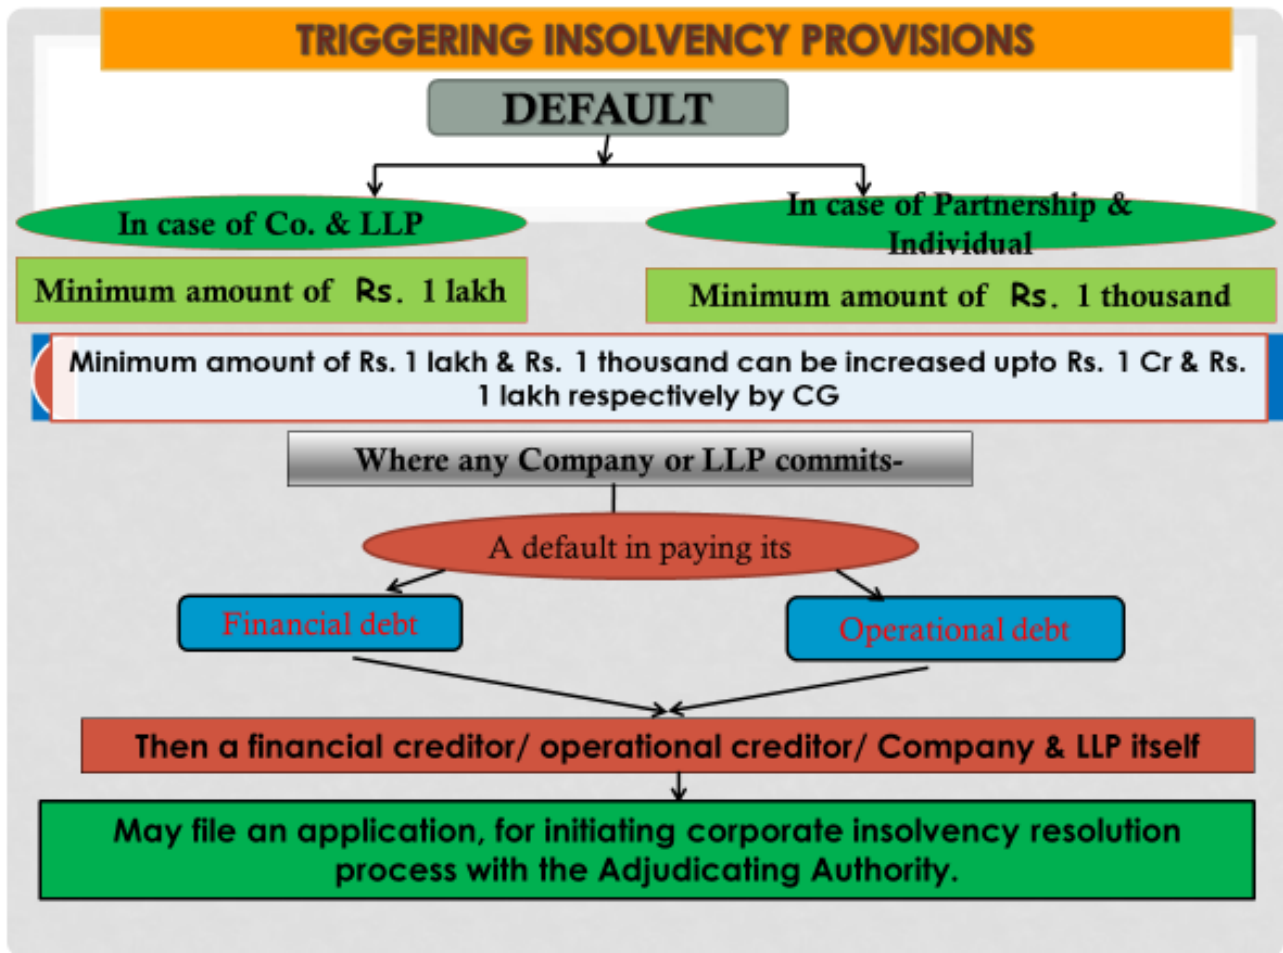 TRIGGERING INSOLVENCY PROVISIONS
DEFAULT
In case of Co. & LLP
In case of Partnership &
Individual
Minimum amount of Rs. 1 lakh
Minimum amount of Rs. 1 thousand
Minimum amount of Rs. 1 lakh & Rs. 1 thousand can be increased upto Rs. 1 Cr & Rs.
1 lakh respectively by CG
Where any Company or LLP commits-
A default in paying its
Financial debt
Operational debt
Then a financial creditor/ operational creditor/ Company & LLP itself
May file an application, for initiating corporate insolvency resolution
process with the Adjudicating Authority.